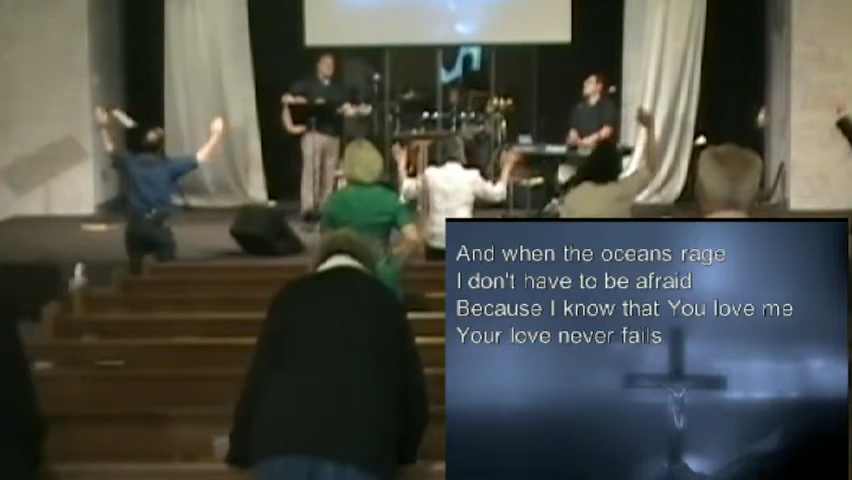 And when the oceans rage
I don't have to be afraid
Because I know that You love me
Your love never fails